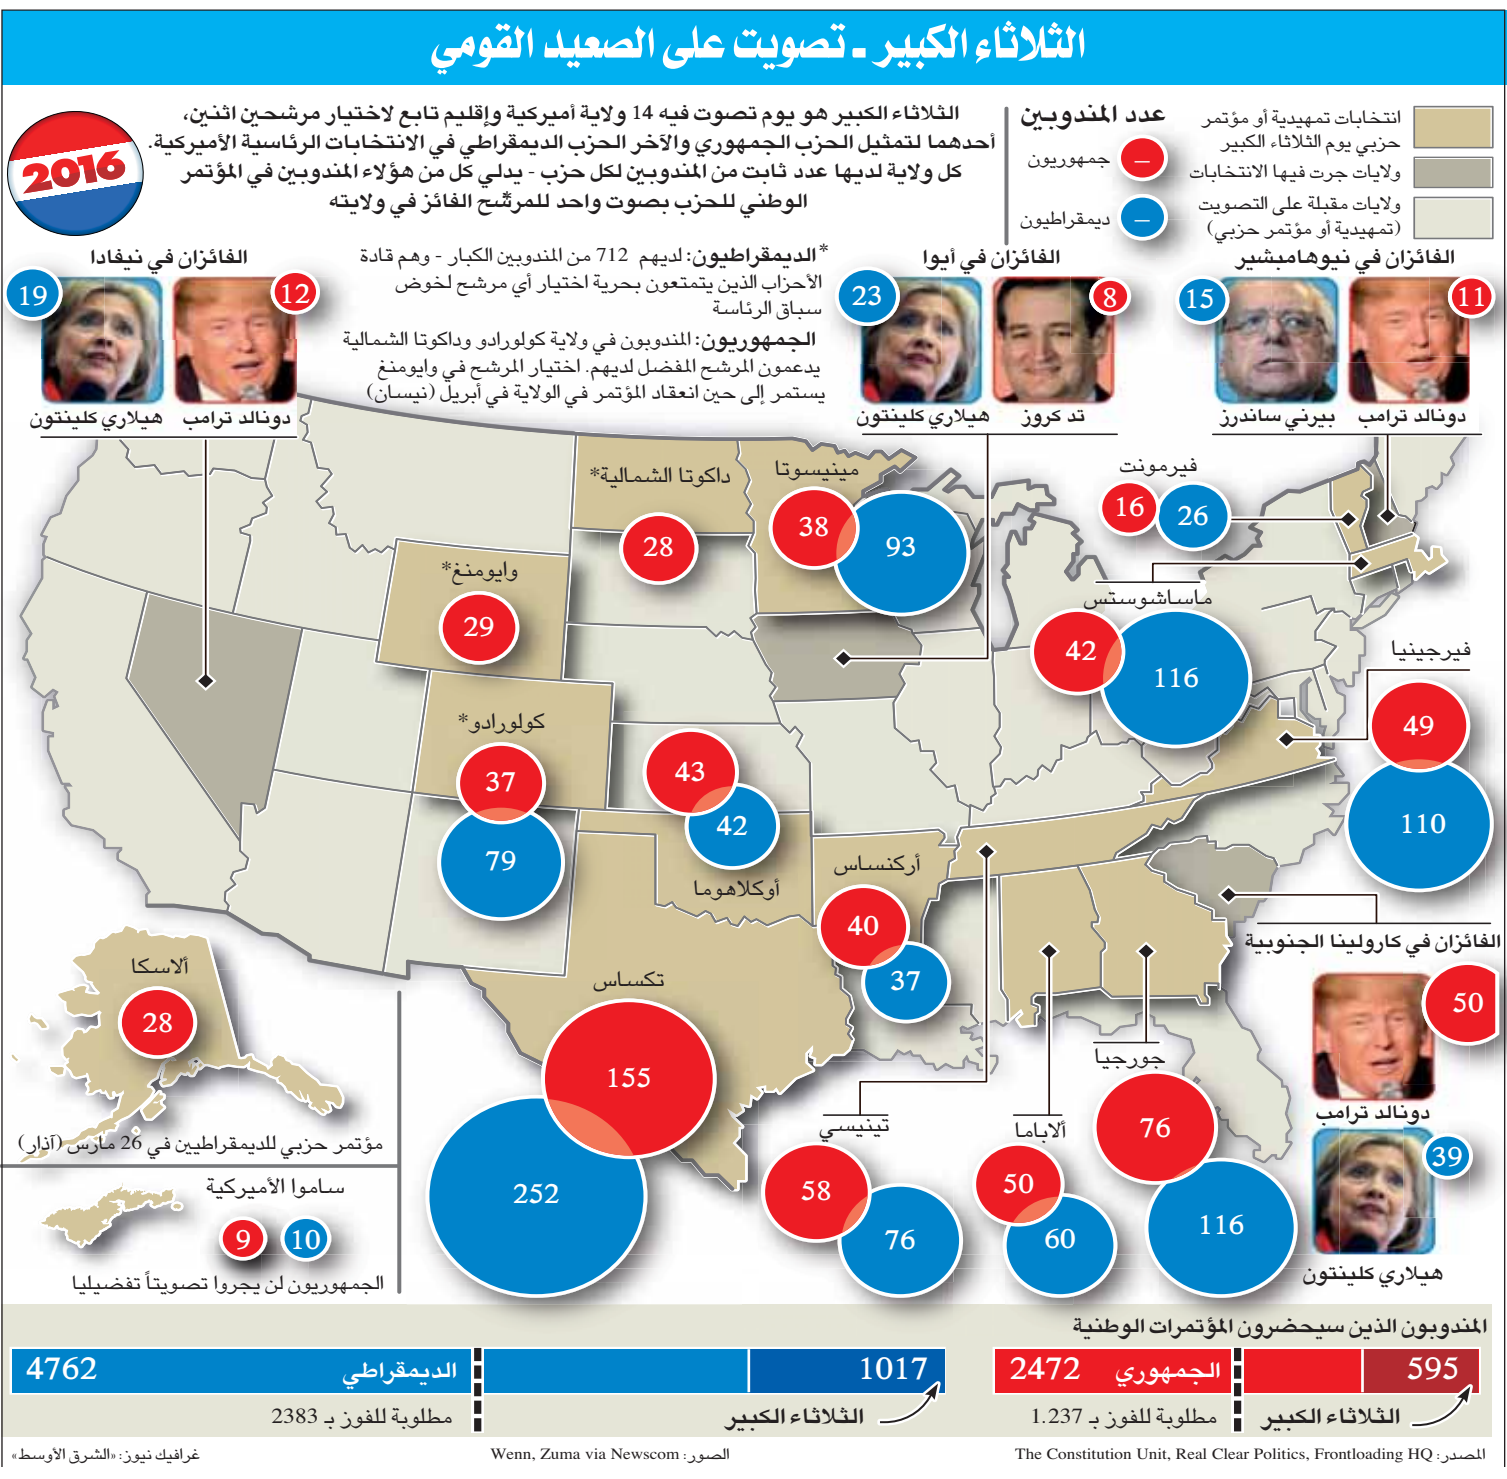 الثلاثاء الكبير ـ تصويت على الصعيد القومي
انتخابات تمهيدية أو مؤتمر
حزبي يوم الثلاثاء الكبير
ولايات جرت فيها الانتخابات
ولايات مقبلة على التصويت
(تمهيدية أو مؤتمر حزبي)
عدد المندوبين
جمهوريون
ديمقراطيون
الثلاثاء الكبير هو يوم تصوت فيه 14 ولاية أميركية وإقليم تابع لاختيار مرشحين اثنين،
أحدهما لتمثيل الحزب الجمهوري والآخر الحزب الديمقراطي في الانتخابات الرئاسية الأميركية.
كل ولاية لديها عدد ثابت من المندوبين لكل حزب - يدلي كل من هؤلاء المندوبين في المؤتمر
الوطني للحزب بصوت واحد للمرشح الفائز في ولايته*
2016
*الديمقراطيون: لديهم 712 من المندوبين الكبار - وهم قادة
الأحزاب الذين يتمتعون بحرية اختيار أي مرشح لخوض
سباق الرئاسة
الجمهوريون: المندوبون في ولاية كولورادو وداكوتا الشمالية
يدعمون المرشح المفضل لديهم. اختيار المرشح في وايومنغ
يستمر إلى حين انعقاد المؤتمر في الولاية في أبريل (نيسان)
الفائزان في نيوهامبشير
11
15
دونالد ترامب
بيرني ساندرز
الفائزان في أيوا
8
23
تد كروز
هيلاري كلينتون
الفائزان في نيفادا
12
19
دونالد ترامب
هيلاري كلينتون
فيرمونت
16
26
مينيسوتا
38
93
داكوتا الشمالية*
28
وايومنغ*
29
ماساشوستس
42
116
فيرجينيا
49
110
كولورادو*
37
79
43
42
أوكلاهوما
أركنساس
40
37
تكساس
155
252
ألاسكا
28
مؤتمر حزبي للديمقراطيين في 26 مارس (آذار)
ساموا الأميركية
9
10
الجمهوريون لن يجروا تصويتاً تفضيليا
تينيسي
58
76
ألاباما
50
60
جورجيا
76
116
الفائزان في كارولينا الجنوبية
50
دونالد ترامب
39
هيلاري كلينتون
المندوبون الذين سيحضرون المؤتمرات الوطنية
595
الجمهوري 2472
الثلاثاء الكبير
مطلوبة للفوز بـ 1.237
1017
الديمقراطي
4762
الثلاثاء الكبير
مطلوبة للفوز بـ 2383
المصدر: The Constitution Unit, Real Clear Politics, Frontloading HQ
الصور: Wenn, Zuma via Newscom
غرافيك نيوز: «الشرق الأوسط»